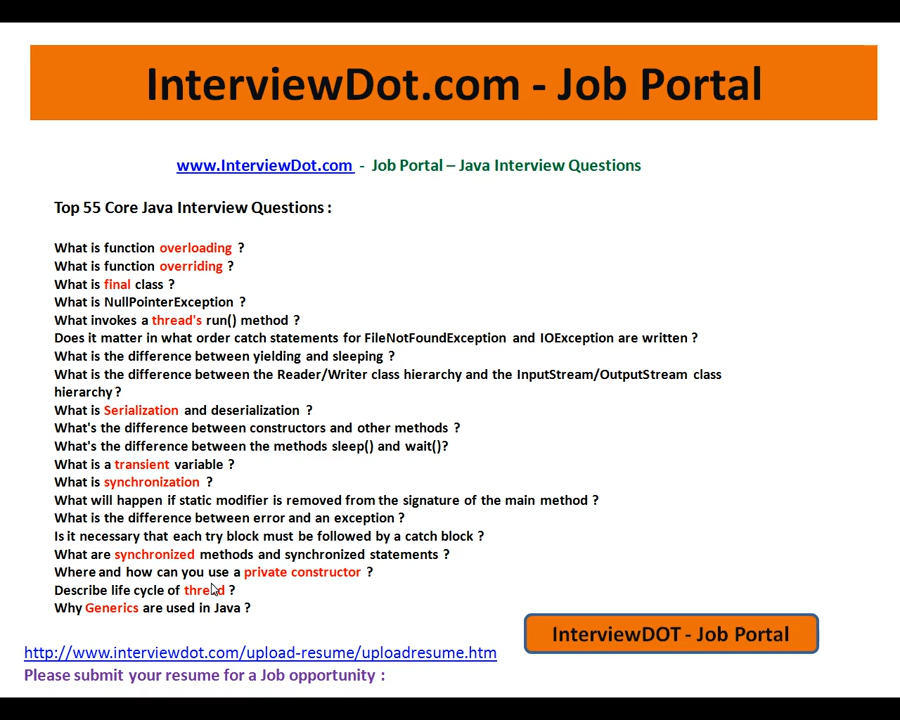 InterviewDot.com - Job Portal
www.InterviewDot.com - Job Portal – Java Interview Questions
Top 55 Core Java Interview Questions :
What is function overloading ?
What is function overriding ?
What is final class ?
What is NullPointerException ?
What invokes a thread's run() method ?
Does it matter in what order catch statements for FileNotFoundException and IOException are written ?
What is the difference between yielding and sleeping ?
What is the difference between the Reader/Writer class hierarchy and the InputStream/OutputStream class
hierarchy ?
What is Serialization and deserialization ?
What's the difference between constructors and other methods ?
What's the difference between the methods sleep() and wait()?
What is a transient variable ?
What is synchronization ?
What will happen if static modifier is removed from the signature of the main method ?
What is the difference between error and an exception ?
Is it necessary that each try block must be followed by a catch block ?
What are synchronized methods and synchronized statements ?
Where and how can you use a private constructor ?
Describe life cycle of thread ?
Why Generics are used in Java ?
InterviewDOT - Job Portal
http://www.interviewdot.com/upload-resume/uploadresume.htm
Please submit your resume for a Job opportunity :